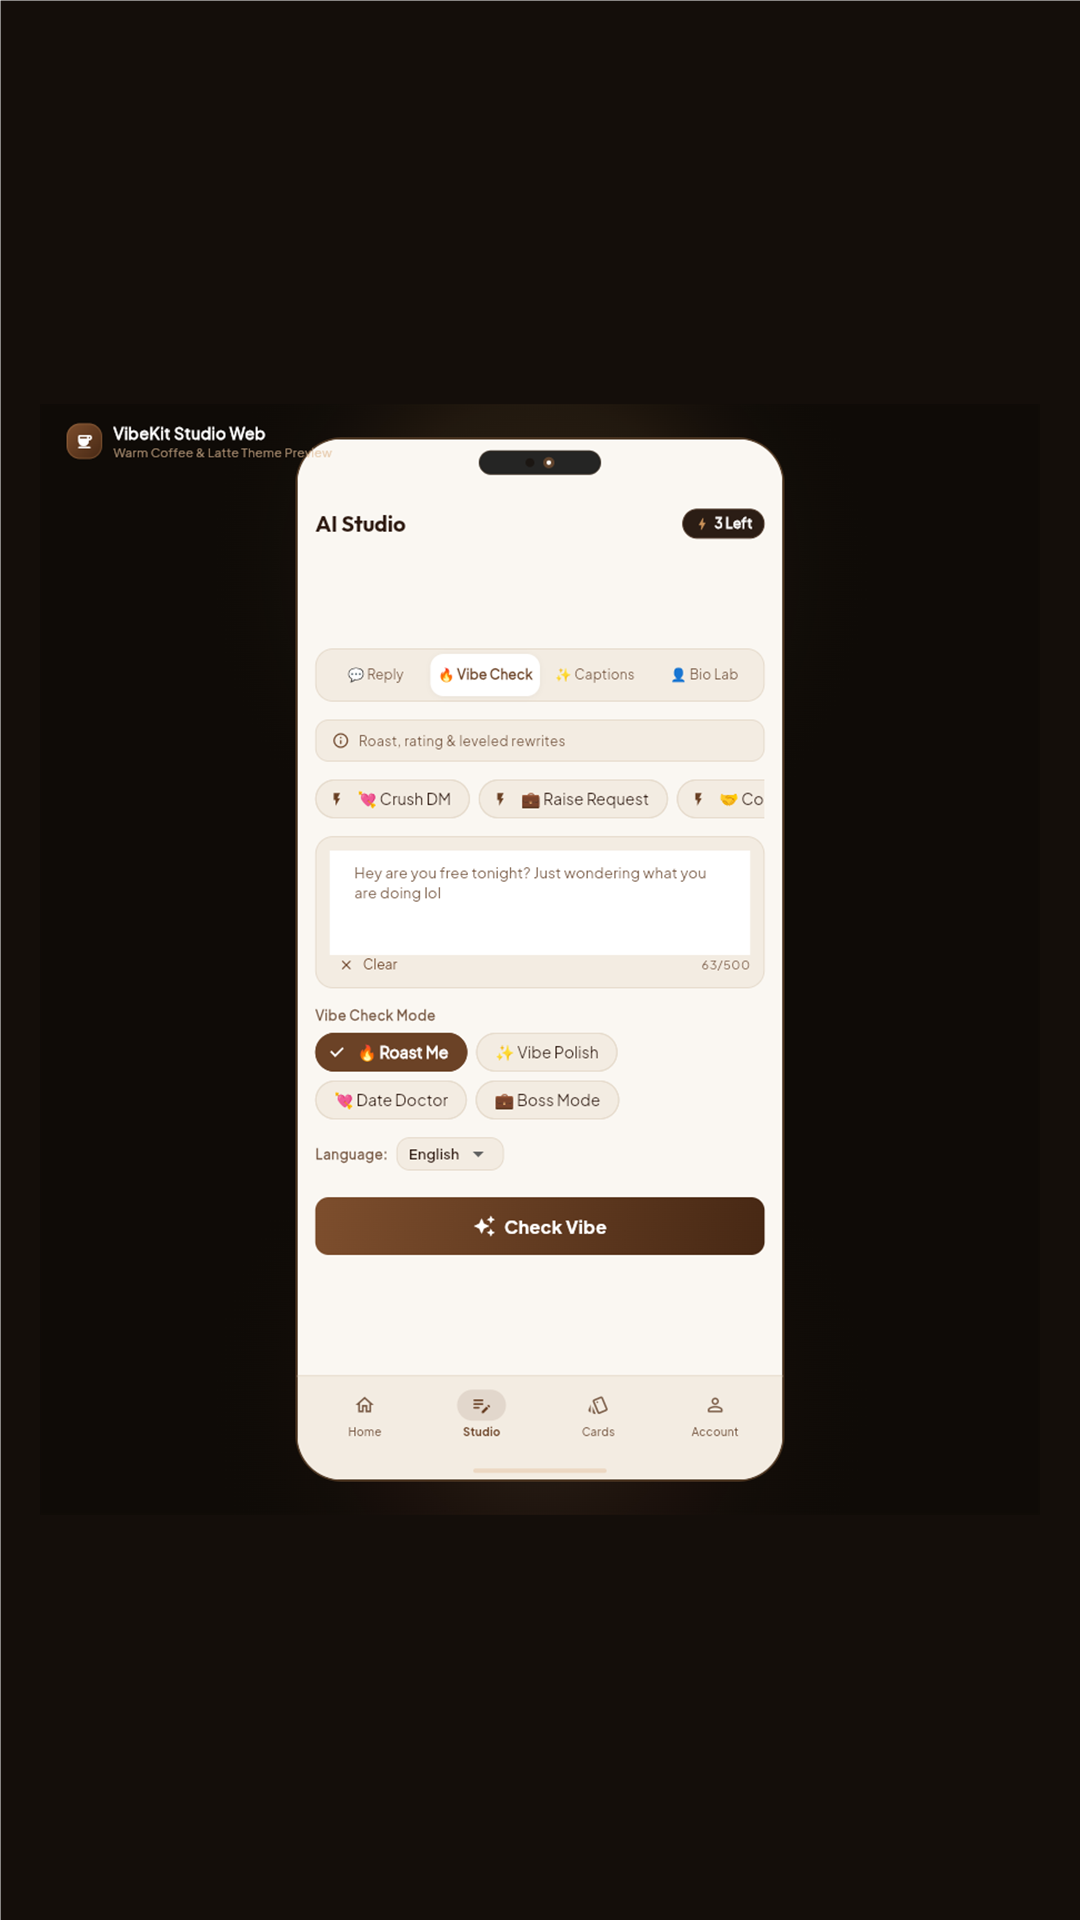 VibeKit Studio Web
Warm Coffee & Latte Theme Preview
AI Studio
3 Left
💬 Reply
🔥 Vibe Check
✨ Captions
👤 Bio Lab
Roast, rating & leveled rewrites
💘 Crush DM
💼 Raise Request
🤝 Co
Hey are you free tonight? Just wondering what you
are doing lol
Clear
63/500
Vibe Check Mode
🔥 Roast Me
✨ Vibe Polish
💘 Date Doctor
💼 Boss Mode
Language:
English
Check Vibe
Home
Studio
Cards
Account